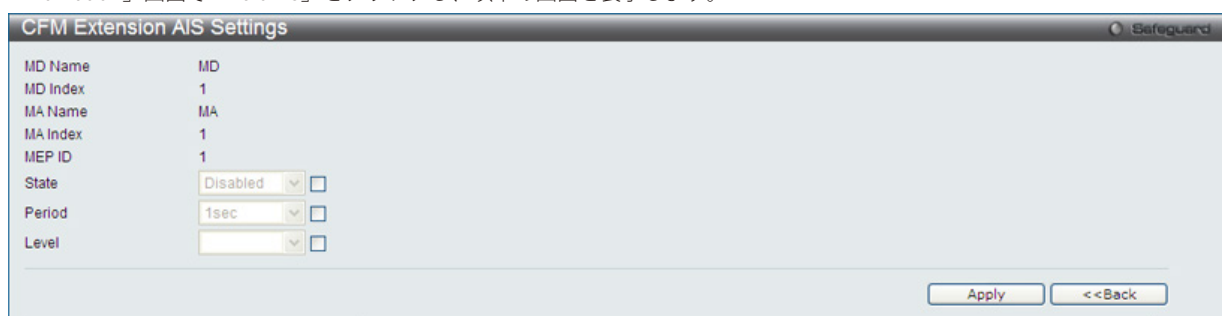 CFM Extension AIS Settings
Safeguard
MD Name MD
MD Index 1
MA Name MA
MA Index 1
MEP ID 1
State Disabled
Period 1sec
Level
Apply <<Back